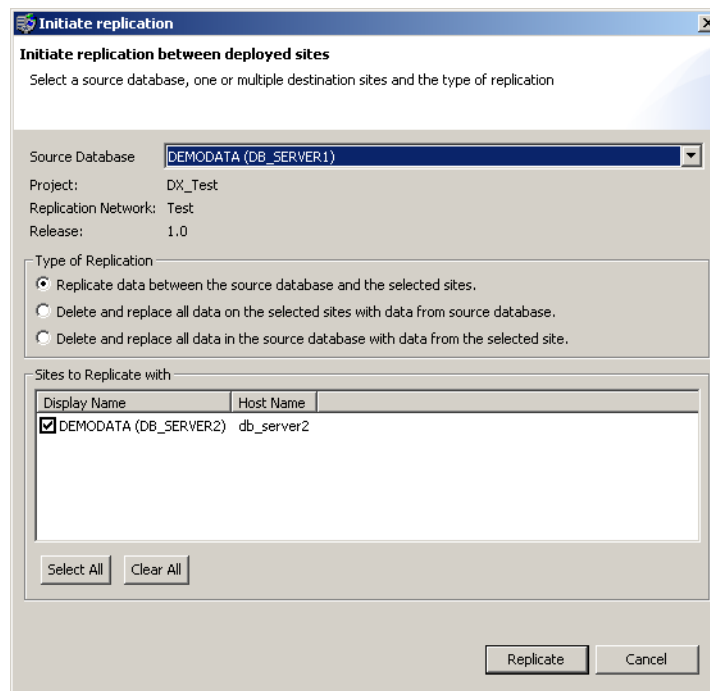 Initiate replication
Initiate replication between deployed sites
Select a source database, one or multiple destination sites and the type of replication
Source Database DEMODATA (DB_SERVER1)
Project: DX_Test
Replication Network: Test
Release: 1.0
Type of Replication
Replicate data between the source database and the selected sites.
Delete and replace all data on the selected sites with data from source database.
Delete and replace all data in the source database with data from the selected site.
Sites to Replicate with
Display Name Host Name
DEMODATA (DB_SERVER2) db_server2
Select All Clear All
Replicate Cancel